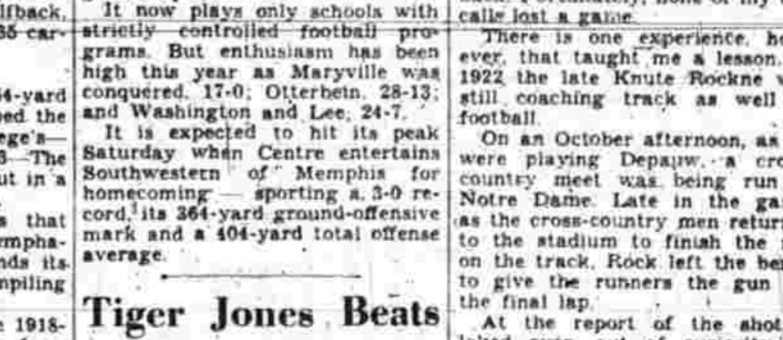 lfback,
35 car-
4-yard
ed the
ege's—
3—The
ut in a
s that
mpha-
nds its
mpiling
1918-
It now plays only schools with
strictly controlled football pro-
grams. But enthusiasm has been
high this year as Maryville was
conquered, 17-0; Otterbein, 28-13;
and Washington and Lee, 24-7.
It is expected to hit its peak
Saturday when Centre entertains
Southwestern of Memphis for
homecoming — sporting a 3-0 re-
cord, its 364-yard ground-offensive
mark and a 404-yard total offense
average.
Tiger Jones Beats
calls lost a game.
There is one experience, ho
ever, that taught me a lesson.
1922 the late Knute Rockne
still coaching track as well
football.
On an October afternoon, as
were playing Depauw, a cro
country meet was being run
Notre Dame. Late in the ga
as the cross-country men return
to the stadium to finish the
on the track, Rock left the be
to give the runners the gun
the final lap.
At the report of the shot